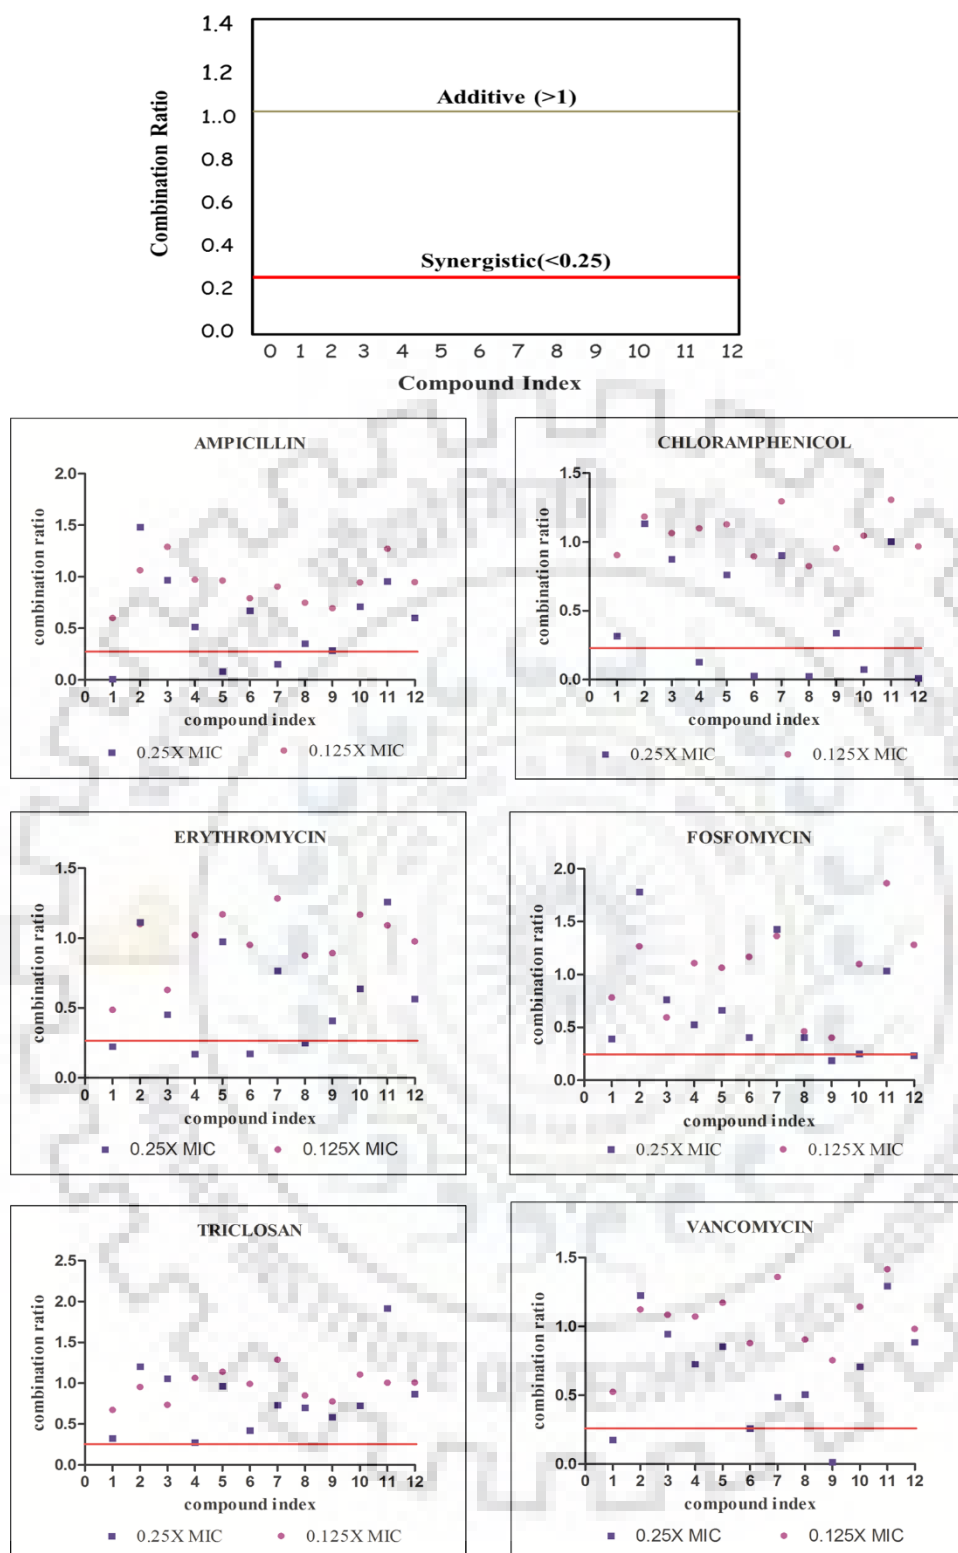 1.4
1.2
1..0
0.8
0.6
0.4
0.2
0.0
Combination Ratio
Additive (>1)
Synergistic(<0.25)
0 1 2 3 4 5 6 7 8 9 10 11 12
Compound Index
AMPICILLIN
2.0
1.5
1.0
0.5
0.0
combination ratio
0 1 2 3 4 5 6 7 8 9 10 11 12
compound index
0.25X MIC 0.125X MIC
CHLORAMPHENICOL
1.5
1.0
0.5
0.0
combination ratio
0 1 2 3 4 5 6 7 8 9 10 11 12
compound index
0.25X MIC 0.125X MIC
ERYTHROMYCIN
1.5
1.0
0.5
0.0
combination ratio
0 1 2 3 4 5 6 7 8 9 10 11 12
compound index
0.25X MIC 0.125X MIC
FOSFOMYCIN
2.0
1.5
1.0
0.5
0.0
combination ratio
0 1 2 3 4 5 6 7 8 9 10 11 12
compound index
0.25X MIC 0.125X MIC
TRICLOSAN
2.5
2.0
1.5
1.0
0.5
0.0
combination ratio
0 1 2 3 4 5 6 7 8 9 10 11 12
compound index
0.25X MIC 0.125X MIC
VANCOMYCIN
1.5
1.0
0.5
0.0
combination ratio
0 1 2 3 4 5 6 7 8 9 10 11 12
compound index
0.25X MIC 0.125X MIC